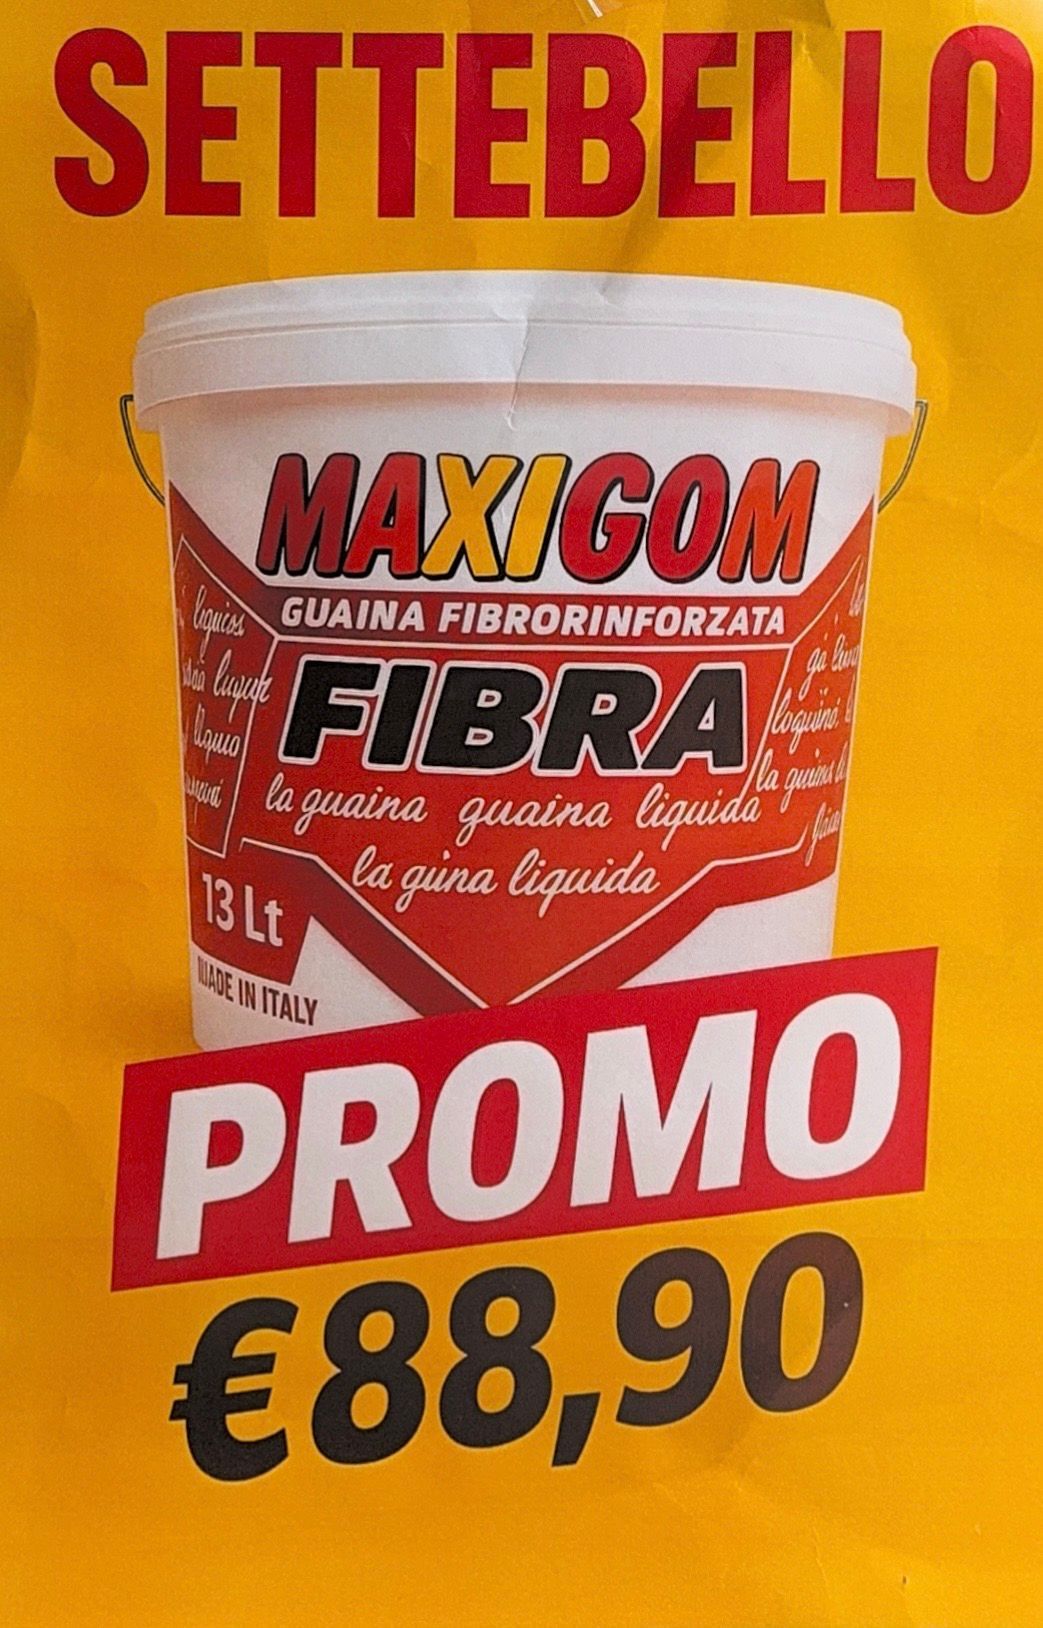 SETTEBELLO
MAXIGOM
GUAINA FIBRORINFORZATA
FIBRA
la guaina guaina liquida
la guina liquida
13 Lt
MADE IN ITALY
PROMO
€88,90